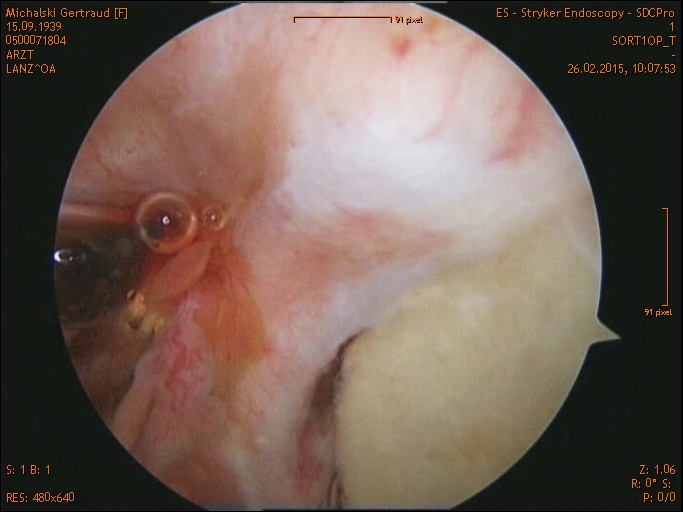 Michalski Gertraud [F]
15.09.1939
0500071804
ARZT
LANZ^OA
91 pixel
ES - Stryker Endoscopy - SDCPro
1
SORT1OP_T
-
26.02.2015, 10:07:53
91 pixel
S: 1 B: 1
RES: 480x640
Z: 1.06
R: 0° S:
P: 0/0